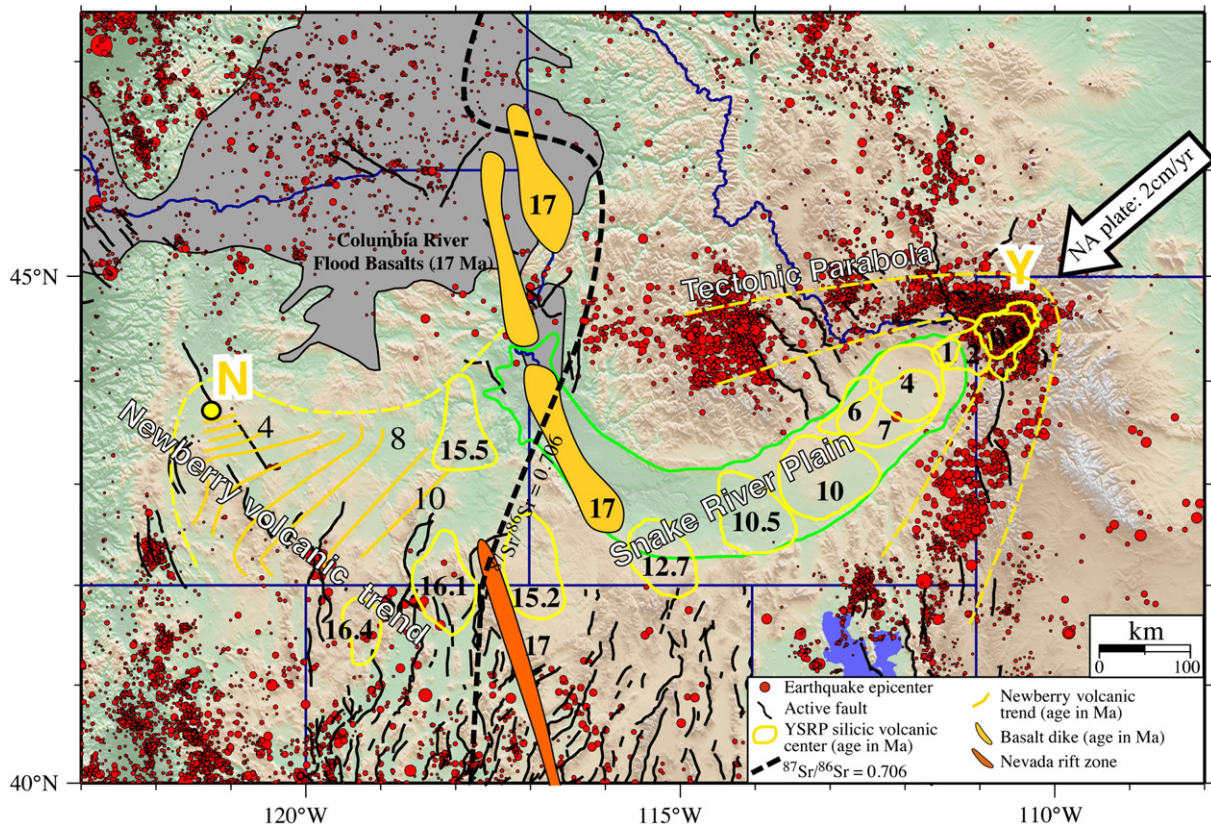 NA plate: 2cm/yr
Y
Tectonic Parabola
45°N
Columbia River
Flood Basalts (17 Ma)
17
0
1
2
4
6
7
N
4
8
10
15.5
Newberry volcanic trend
87Sr/86Sr = 0.706
17
Snake River Plain
10
10.5
12.7
16.1
15.2
16.4
17
km
0 100
Earthquake epicenter
Active fault
YSRP silicic volcanic
center (age in Ma)
87Sr/86Sr = 0.706
Newberry volcanic
trend (age in Ma)
Basalt dike (age in Ma)
Nevada rift zone
40°N
120°W 115°W 110°W